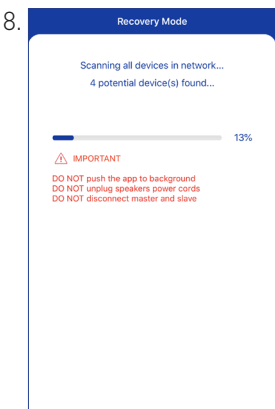 8.
Recovery Mode
Scanning all devices in network...
4 potential device(s) found...
13%
IMPORTANT
DO NOT push the app to background
DO NOT unplug speakers power cords
DO NOT disconnect master and slave